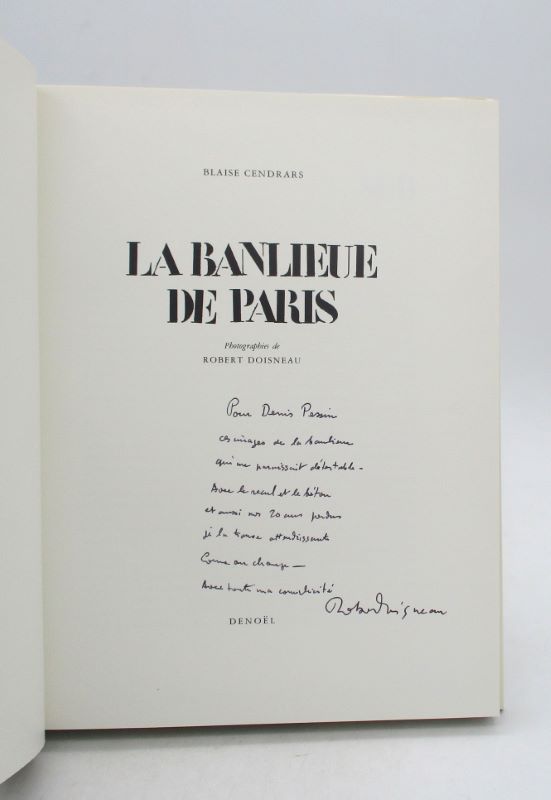 BLAISE CENDRARS
LA BANLIEUE
DE PARIS
Photographies de
ROBERT DOISNEAU
Pour Denis Pessin
ces images de la banlieue
qui me paraissait détestable -
Avec le recul et le béton
et aussi nos 20 ans perdus
je la trouve attendrissante
Comme on change -
Avec toute ma complicité
Robert Doisneau
DENOËL